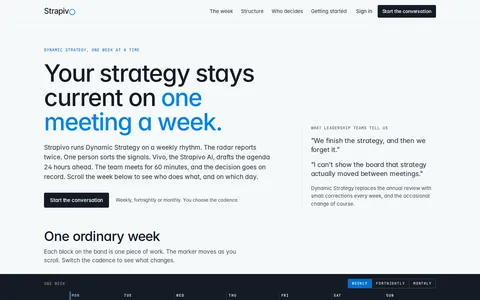 Strapivo
The week
Structure
Who decides
Getting started
Sign in
Start the conversation
DYNAMIC STRATEGY, ONE WEEK AT A TIME
Your strategy stays
current on one
meeting a week.
Strapivo runs Dynamic Strategy on a weekly rhythm. The radar reports
twice. One person sorts the signals. Vivo, the Strapivo AI, drafts the agenda
24 hours ahead. The team meets for 60 minutes, and the decision goes on
record. Scroll the week below to see who does what, and on which day.
Start the conversation
Weekly, fortnightly or monthly. You choose the cadence.
WHAT LEADERSHIP TEAMS TELL US
"We finish the strategy, and then we
forget it."
"I can't show the board that strategy
actually moved between meetings."
Dynamic Strategy replaces the annual review with
small corrections every week, and the occasional
change of course.
One ordinary week
Each block on the band is one piece of work. The marker moves as you
scroll. Switch the cadence to see what changes.
ONE WEEK
WEEKLY
FORTNIGHTLY
MONTHLY
MON
TUE
WED
THU
FRI
SAT
SUN